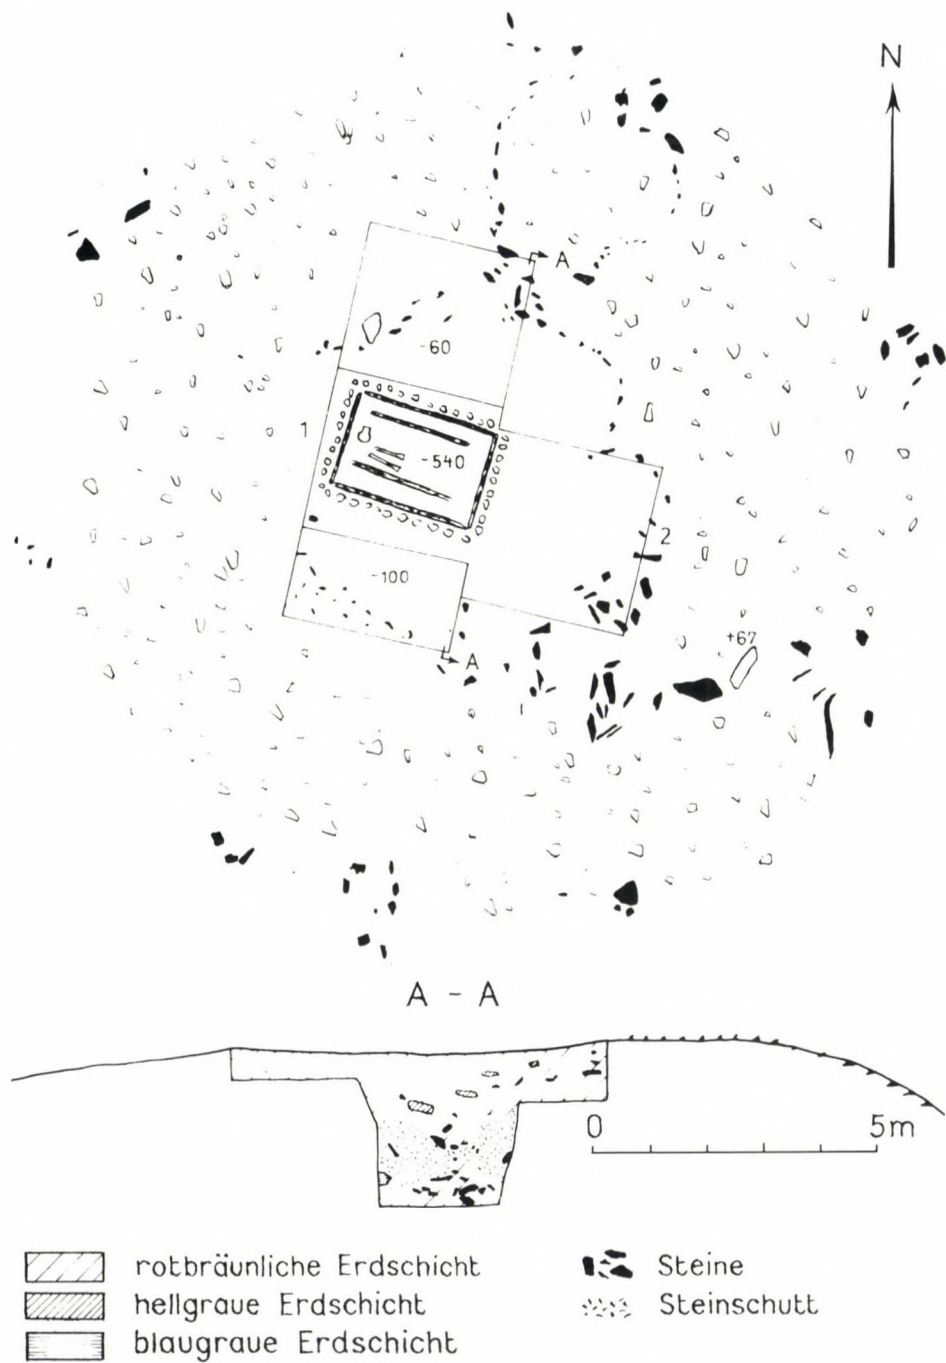 N
A
-60
1
-540
2
-100
+67
A
A - A
0 5m
rotbräunliche Erdschicht
hellgraue Erdschicht
blaugraue Erdschicht
Steine
Steinschutt